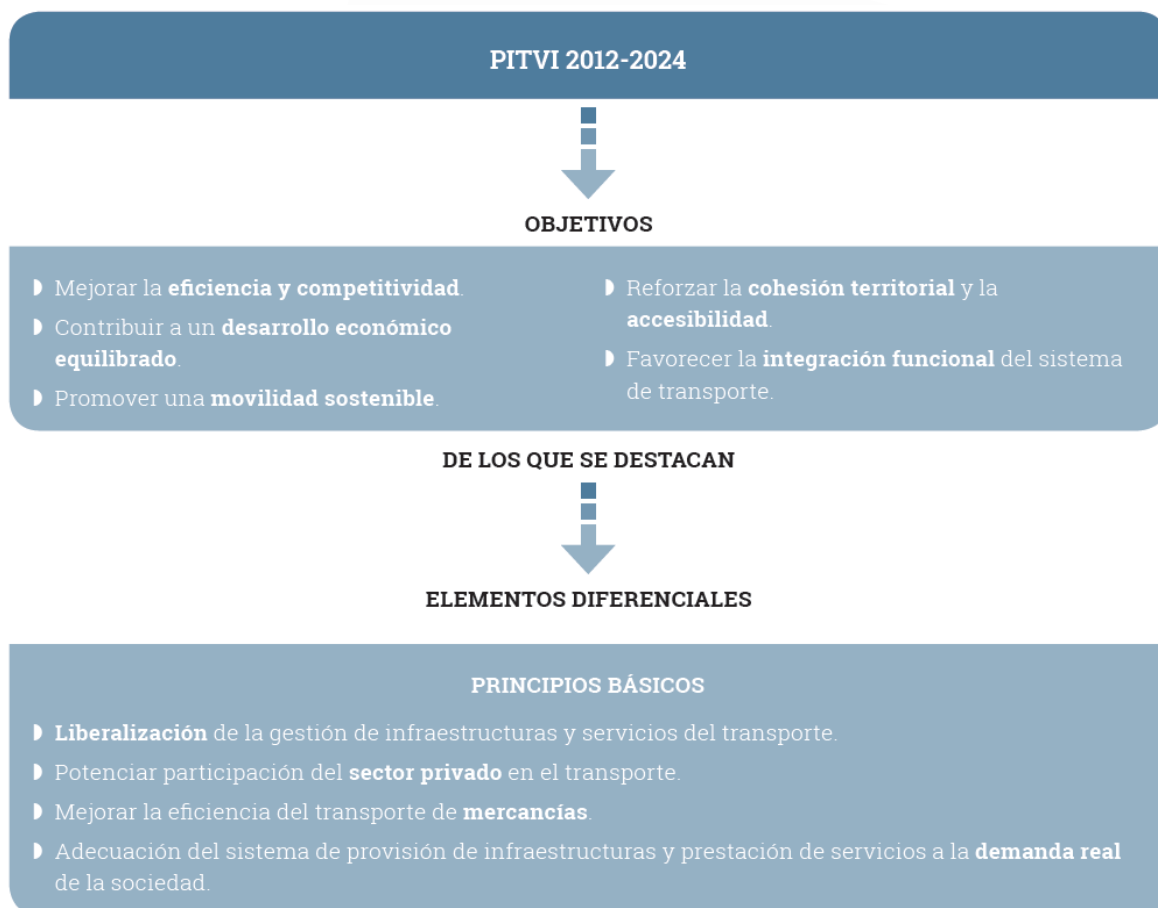 PITVI 2012-2024
OBJETIVOS
Mejorar la eficiencia y competitividad.
Contribuir a un desarrollo económico
equilibrado.
Promover una movilidad sostenible.
Reforzar la cohesión territorial y la
accesibilidad.
Favorecer la integración funcional del sistema
de transporte.
DE LOS QUE SE DESTACAN
ELEMENTOS DIFERENCIALES
PRINCIPIOS BÁSICOS
Liberalización de la gestión de infraestructuras y servicios del transporte.
Potenciar participación del sector privado en el transporte.
Mejorar la eficiencia del transporte de mercancías.
Adecuación del sistema de provisión de infraestructuras y prestación de servicios a la demanda real
de la sociedad.